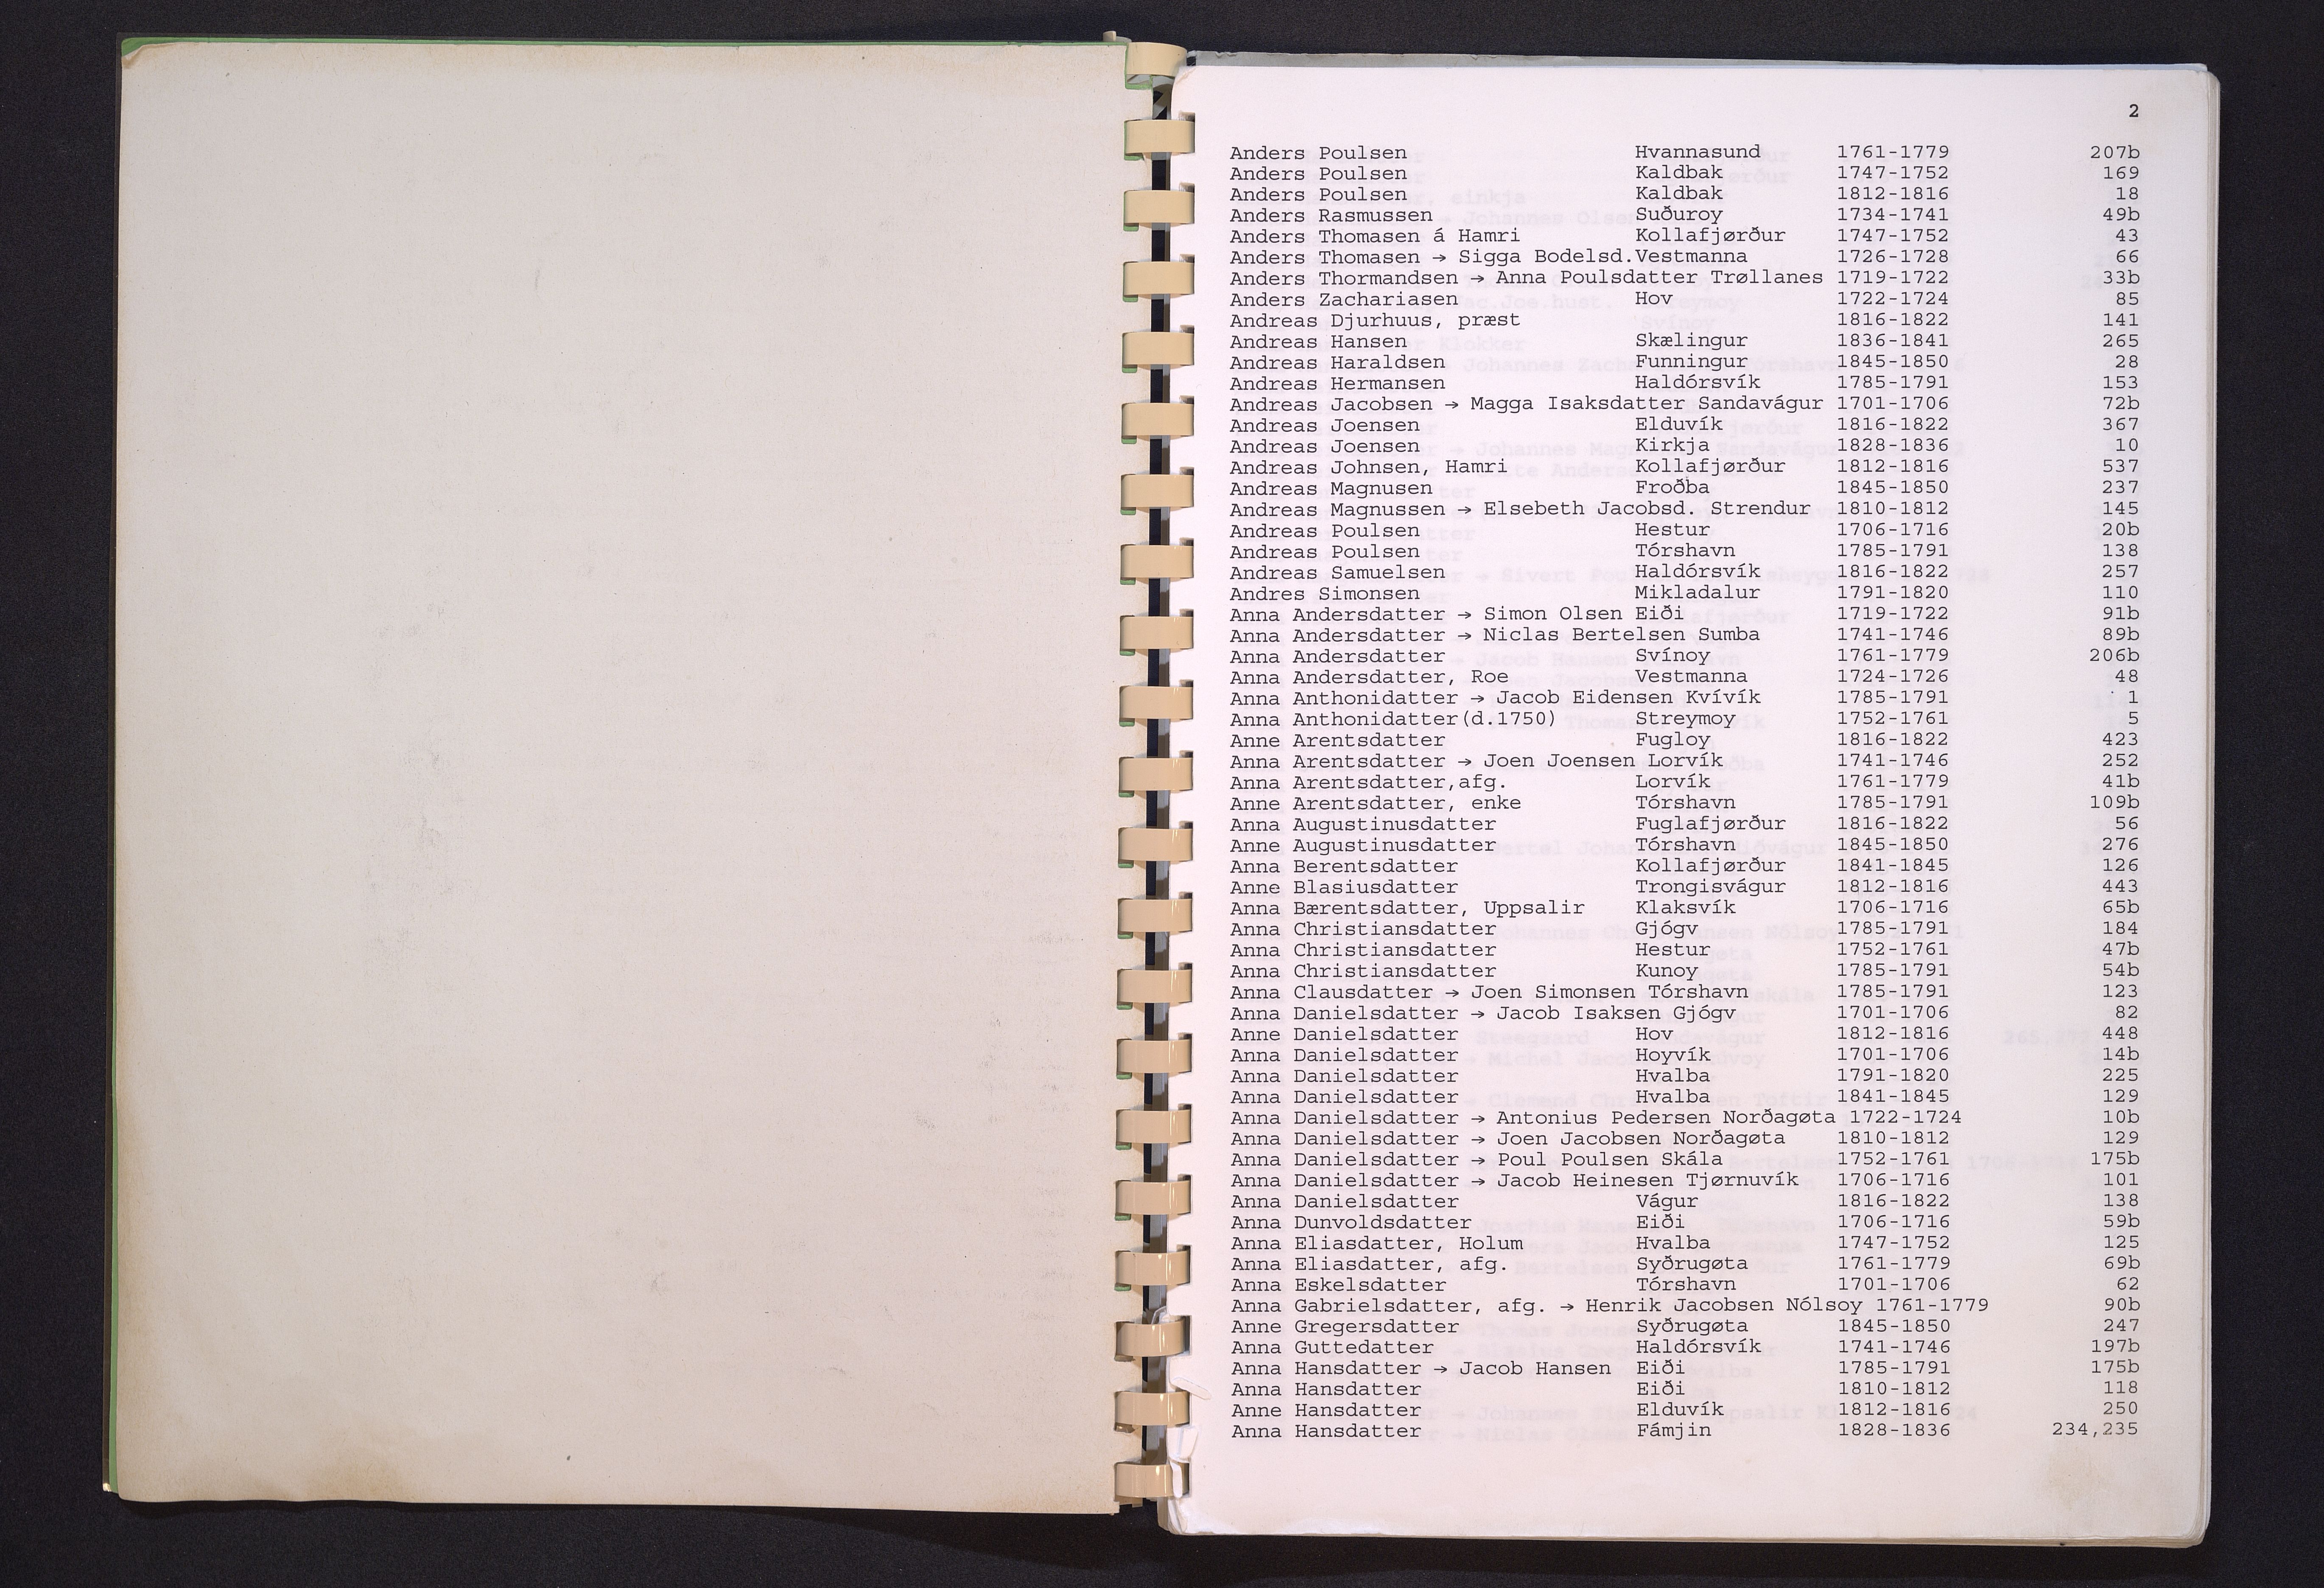 2
Anders Poulsen Hvannasund 1761-1779 207b
Anders Poulsen Kaldbak 1747-1752 169
Anders Poulsen Kaldbak 1812-1816 18
Anders Rasmussen Suðuroy 1734-1741 49b
Anders Thomasen á Hamri Kollafjørður 1747-1752 43
Anders Thomasen → Sigga Bodelsd.Vestmanna 1726-1728 66
Anders Thormandsen → Anna Poulsdatter Trøllanes 1719-1722 33b
Anders Zachariasen Hov 1722-1724 85
Andreas Djurhuus, præst 1816-1822 141
Andreas Hansen Skælingur 1836-1841 265
Andreas Haraldsen Funningur 1845-1850 28
Andreas Hermansen Haldórsvík 1785-1791 153
Andreas Jacobsen → Magga Isaksdatter Sandavágur 1701-1706 72b
Andreas Joensen Elduvík 1816-1822 367
Andreas Joensen Kirkja 1828-1836 10
Andreas Johnsen, Hamri Kollafjørður 1812-1816 537
Andreas Magnusen Froðba 1845-1850 237
Andreas Magnussen → Elsebeth Jacobsd. Strendur 1810-1812 145
Andreas Poulsen Hestur 1706-1716 20b
Andreas Poulsen Tórshavn 1785-1791 138
Andreas Samuelsen Haldórsvík 1816-1822 257
Andres Simonsen Mikladalur 1791-1820 110
Anna Andersdatter → Simon Olsen Eiði 1719-1722 91b
Anna Andersdatter → Niclas Bertelsen Sumba 1741-1746 89b
Anna Andersdatter Svínoy 1761-1779 206b
Anna Andersdatter, Roe Vestmanna 1724-1726 48
Anna Anthonidatter → Jacob Eidensen Kvívík 1785-1791 1
Anna Anthonidatter(d.1750) Streymoy 1752-1761 5
Anne Arentsdatter Fugloy 1816-1822 423
Anna Arentsdatter → Joen Joensen Lorvík 1741-1746 252
Anna Arentsdatter,afg. Lorvík 1761-1779 41b
Anne Arentsdatter, enke Tórshavn 1785-1791 109b
Anna Augustinusdatter Fuglafjørður 1816-1822 56
Anne Augustinusdatter Tórshavn 1845-1850 276
Anna Berentsdatter Kollafjørður 1841-1845 126
Anne Blasiusdatter Trongisvágur 1812-1816 443
Anna Bærentsdatter, Uppsalir Klaksvík 1706-1716 65b
Anna Christiansdatter Gjógv 1785-1791 184
Anna Christiansdatter Hestur 1752-1761 47b
Anna Christiansdatter Kunoy 1785-1791 54b
Anna Clausdatter → Joen Simonsen Tórshavn 1785-1791 123
Anna Danielsdatter → Jacob Isaksen Gjógv 1701-1706 82
Anne Danielsdatter Hov 1812-1816 448
Anna Danielsdatter Hoyvík 1701-1706 14b
Anna Danielsdatter Hvalba 1791-1820 225
Anna Danielsdatter Hvalba 1841-1845 129
Anna Danielsdatter → Antonius Pedersen Norðagøta 1722-1724 10b
Anna Danielsdatter → Joen Jacobsen Norðagøta 1810-1812 129
Anna Danielsdatter → Poul Poulsen Skála 1752-1761 175b
Anna Danielsdatter → Jacob Heinesen Tjørnuvík 1706-1716 101
Anna Danielsdatter Vágur 1816-1822 138
Anna Dunvoldsdatter Eiði 1706-1716 59b
Anna Eliasdatter, Holum Hvalba 1747-1752 125
Anna Eliasdatter, afg. Syðrugøta 1761-1779 69b
Anna Eskelsdatter Tórshavn 1701-1706 62
Anna Gabrielsdatter, afg. → Henrik Jacobsen Nólsoy 1761-1779 90b
Anne Gregersdatter Syðrugøta 1845-1850 247
Anna Guttedatter Haldórsvík 1741-1746 197b
Anna Hansdatter → Jacob Hansen Eiði 1785-1791 175b
Anna Hansdatter Eiði 1810-1812 118
Anne Hansdatter Elduvík 1812-1816 250
Anna Hansdatter Fámjin 1828-1836 234,235